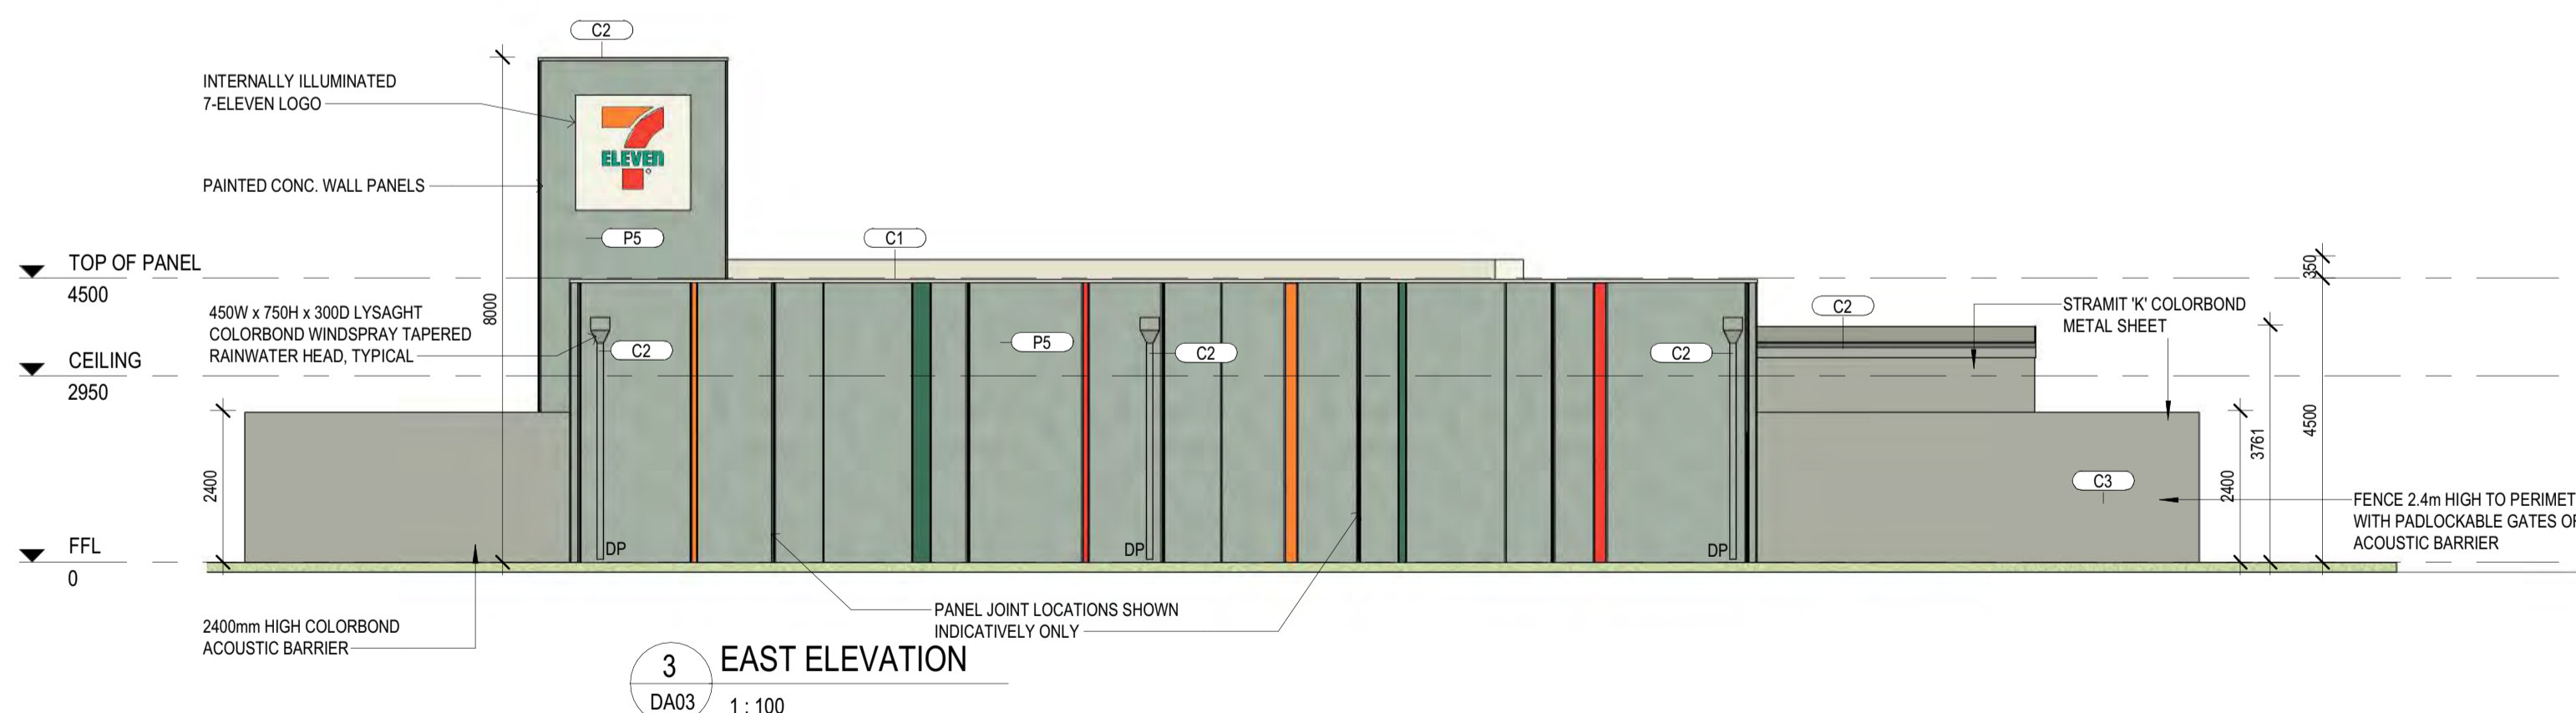 C2
INTERNALLY ILLUMINATED
7-ELEVEN LOGO
7
ELEVEn
PAINTED CONC. WALL PANELS
P5
C1
TOP OF PANEL
4500
350
8000
450W x 750H x 300D LYSAGHT
COLORBOND WINDSPRAY TAPERED
RAINWATER HEAD, TYPICAL
C2
P5
C2
C2
C2
STRAMIT 'K' COLORBOND
METAL SHEET
CEILING
2950
2400
4500
3761
2400
C3
FENCE 2.4m HIGH TO PERIMET
WITH PADLOCKABLE GATES OF
ACOUSTIC BARRIER
DP
DP
DP
FFL
0
2400mm HIGH COLORBOND
ACOUSTIC BARRIER
PANEL JOINT LOCATIONS SHOWN
INDICATIVELY ONLY
3
DA03
EAST ELEVATION
1 : 100